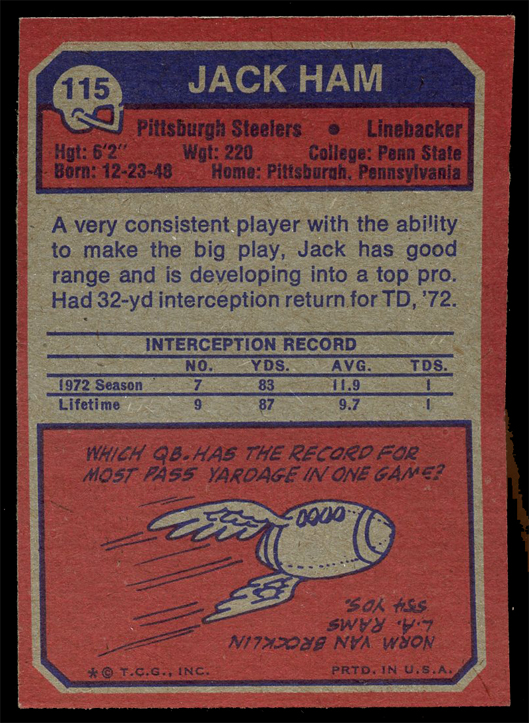 115
JACK HAM
Pittsburgh Steelers • Linebacker
Hgt: 6'2" Wgt: 220 College: Penn State
Born: 12-23-48 Home: Pittsburgh, Pennsylvania
A very consistent player with the ability
to make the big play, Jack has good
range and is developing into a top pro.
Had 32-yd interception return for TD, '72.
INTERCEPTION RECORD
NO. YDS. AVG. TDS.
1972 Season 7 83 11.9 1
Lifetime 9 87 9.7 1
WHICH QB. HAS THE RECORD FOR
MOST PASS YARDAGE IN ONE GAME?
NORM VAN BROCKLIN
L.A. RAMS
554 YDS.
* © T.C.G., INC. PRTD. IN U.S.A.